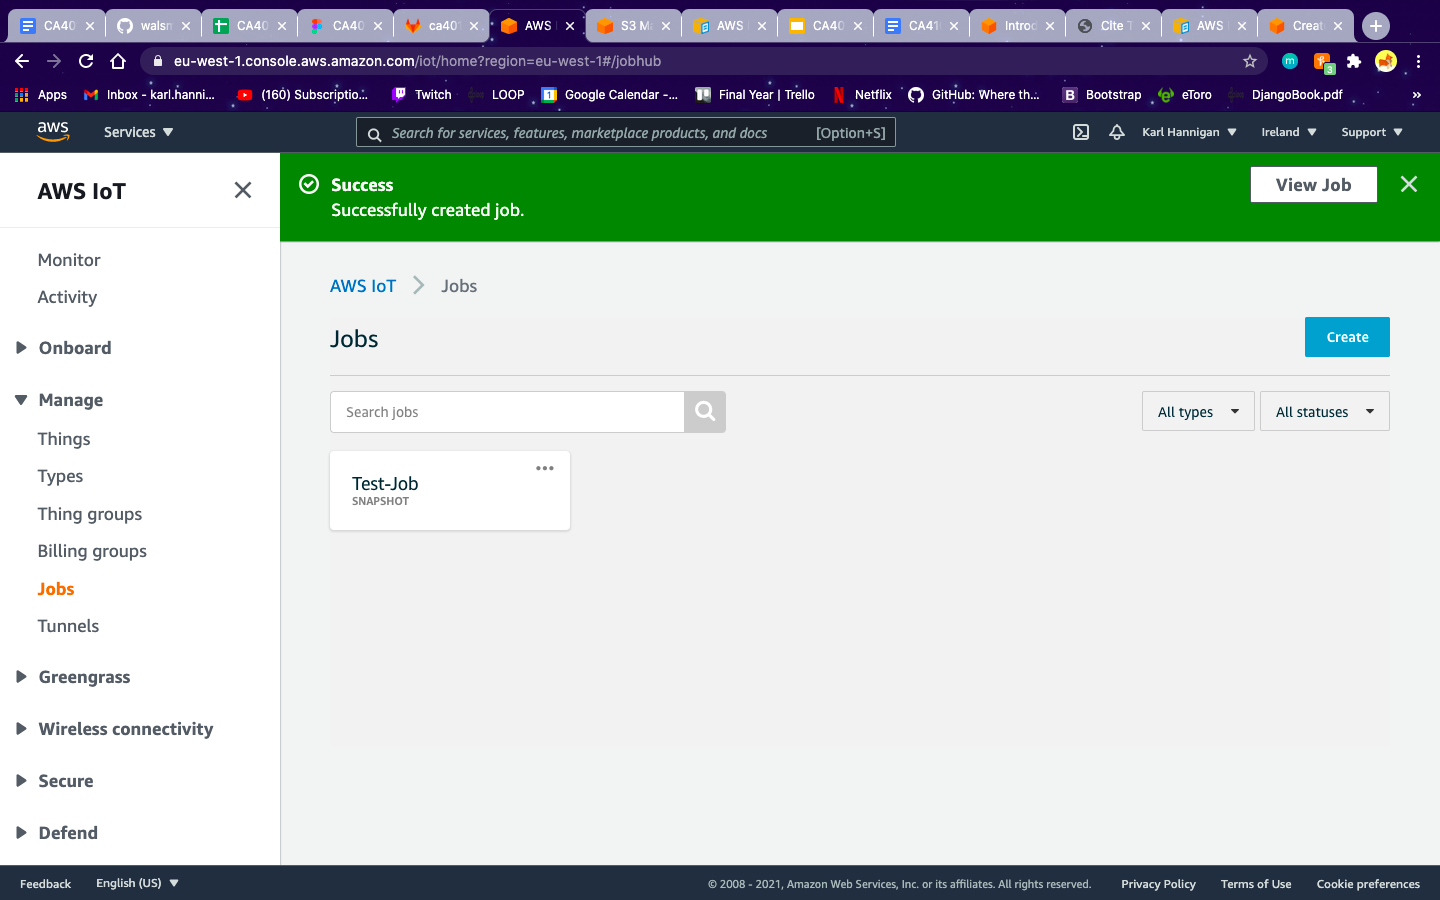 CA40
walsm
CA40
CA40
ca40
AWS
S3 Ma
AWS
CA40
CA41
Introd
Cite T
AWS
Creat
eu-west-1.console.aws.amazon.com/iot/home?region=eu-west-1#/jobhub
m
3
Apps
Inbox - karl.hanni...
(160) Subscriptio...
Twitch
LOOP
1
Google Calendar -...
Final Year | Trello
Netflix
GitHub: Where th...
B
Bootstrap
eToro
DjangoBook.pdf
»
aws
Services
Search for services, features, marketplace products, and docs
[Option+S]
Karl Hannigan
Ireland
Support
AWS IoT
Monitor
Activity
Onboard
Manage
Things
Types
Thing groups
Billing groups
Jobs
Tunnels
Greengrass
Wireless connectivity
Secure
Defend
Success
Successfully created job.
View Job
AWS IoT
Jobs
Jobs
Create
Search jobs
All types
All statuses
Test-Job
SNAPSHOT
Feedback
English (US)
© 2008 - 2021, Amazon Web Services, Inc. or its affiliates. All rights reserved.
Privacy Policy
Terms of Use
Cookie preferences